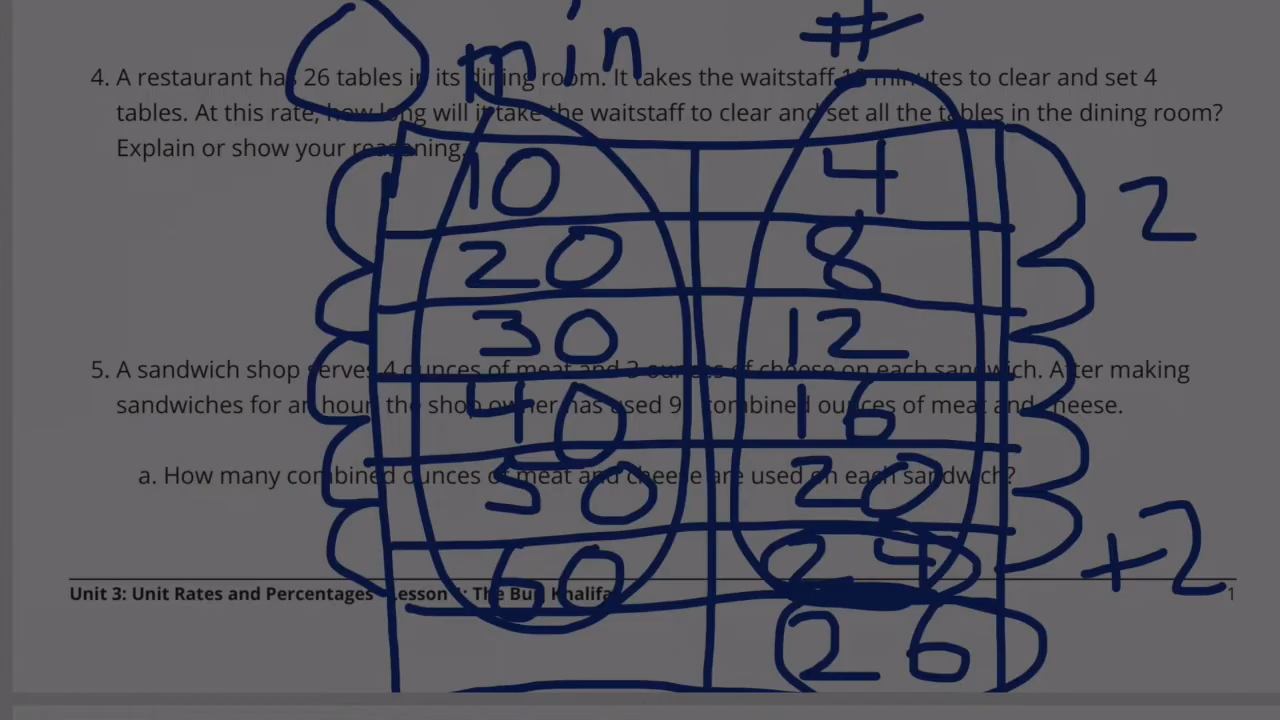 min #
4. A restaurant has 26 tables in its dining room. It takes the waitstaff 10 minutes to clear and set 4
tables. At this rate, how long will it take the waitstaff to clear and set all the tables in the dining room?
Explain or show your reasoning.
10 4 2
20 8
30 12
5. A sandwich shop serves 4 ounces of meat and 3 ounces of cheese on each sandwich. After making
sandwiches for an hour, the shop owner has used combined ounces of meat and cheese.
40 16
a. How many combined ounces of meat and cheese are used on each sandwich?
50 20
60 24 +2
Unit 3: Unit Rates and Percentages Lesson : The Burj Khalifa 1
26